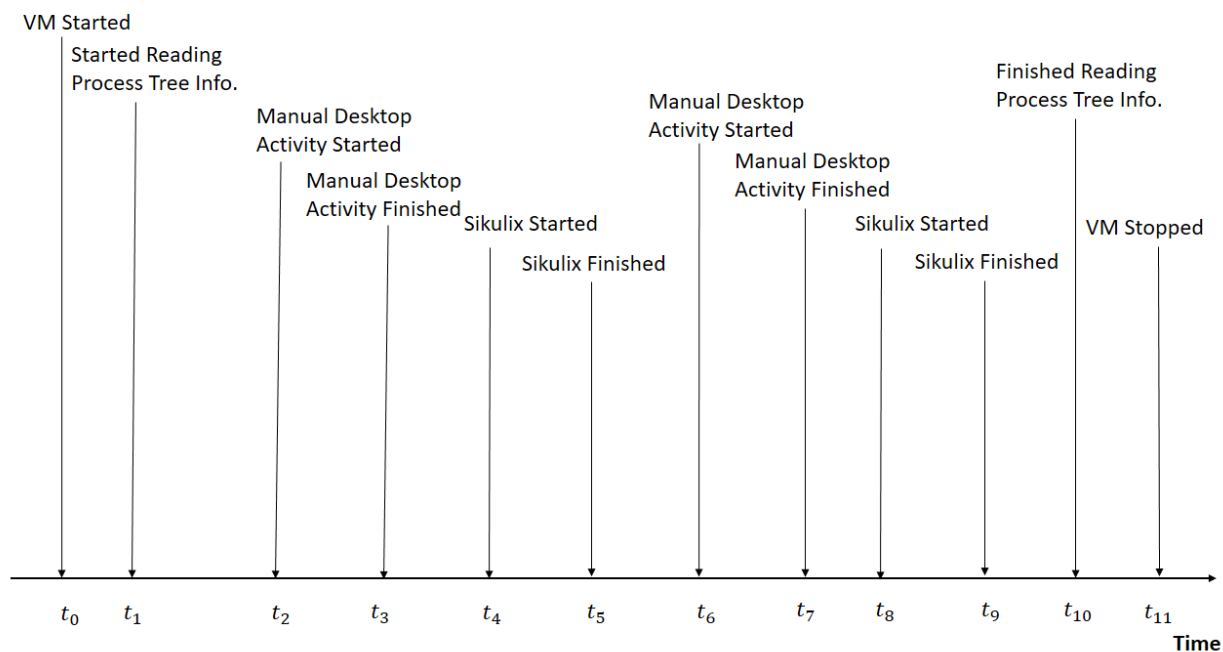 VM Started
Started Reading
Process Tree Info.
Manual Desktop
Activity Started
Manual Desktop
Activity Finished
Sikulix Started
Sikulix Finished
Manual Desktop
Activity Started
Manual Desktop
Activity Finished
Sikulix Started
Sikulix Finished
Finished Reading
Process Tree Info.
VM Stopped
t₀ t₁ t₂ t₃ t₄ t₅ t₆ t₇ t₈ t₉ t₁₀ t₁₁
Time